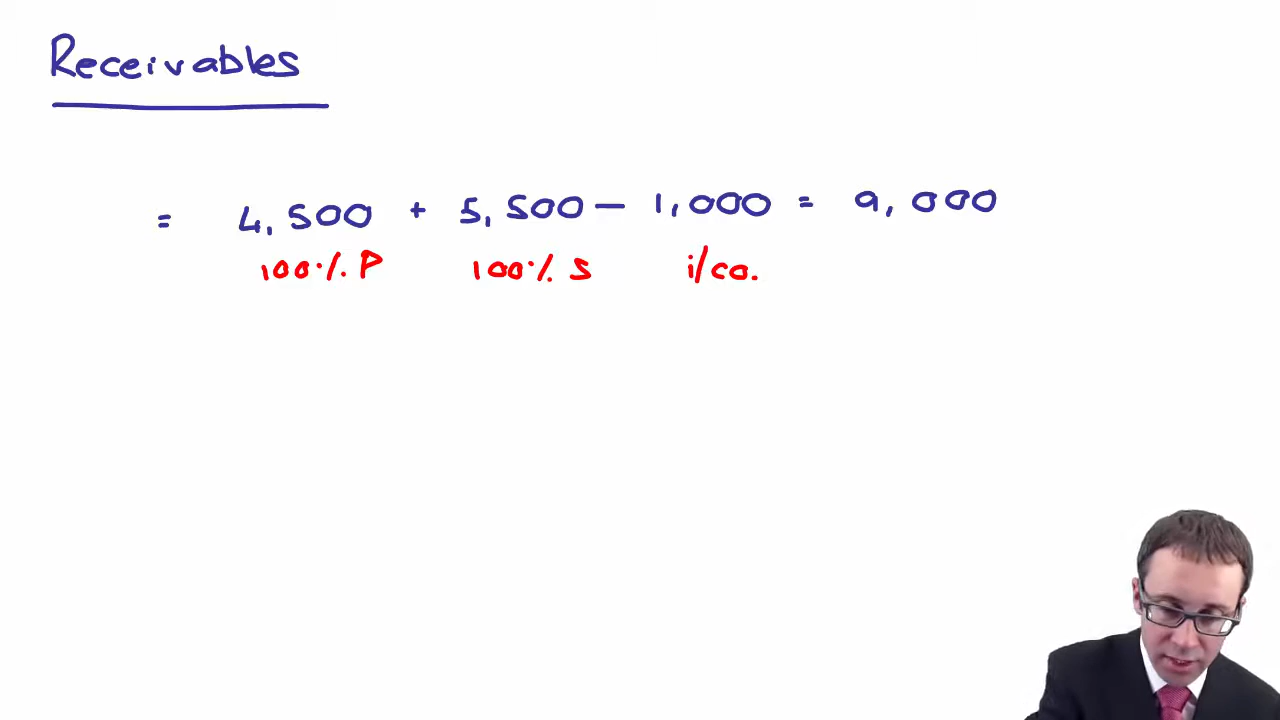 Receivables
= 4,500 + 5,500 – 1,000 = 9,000
100% P 100% S i/co.